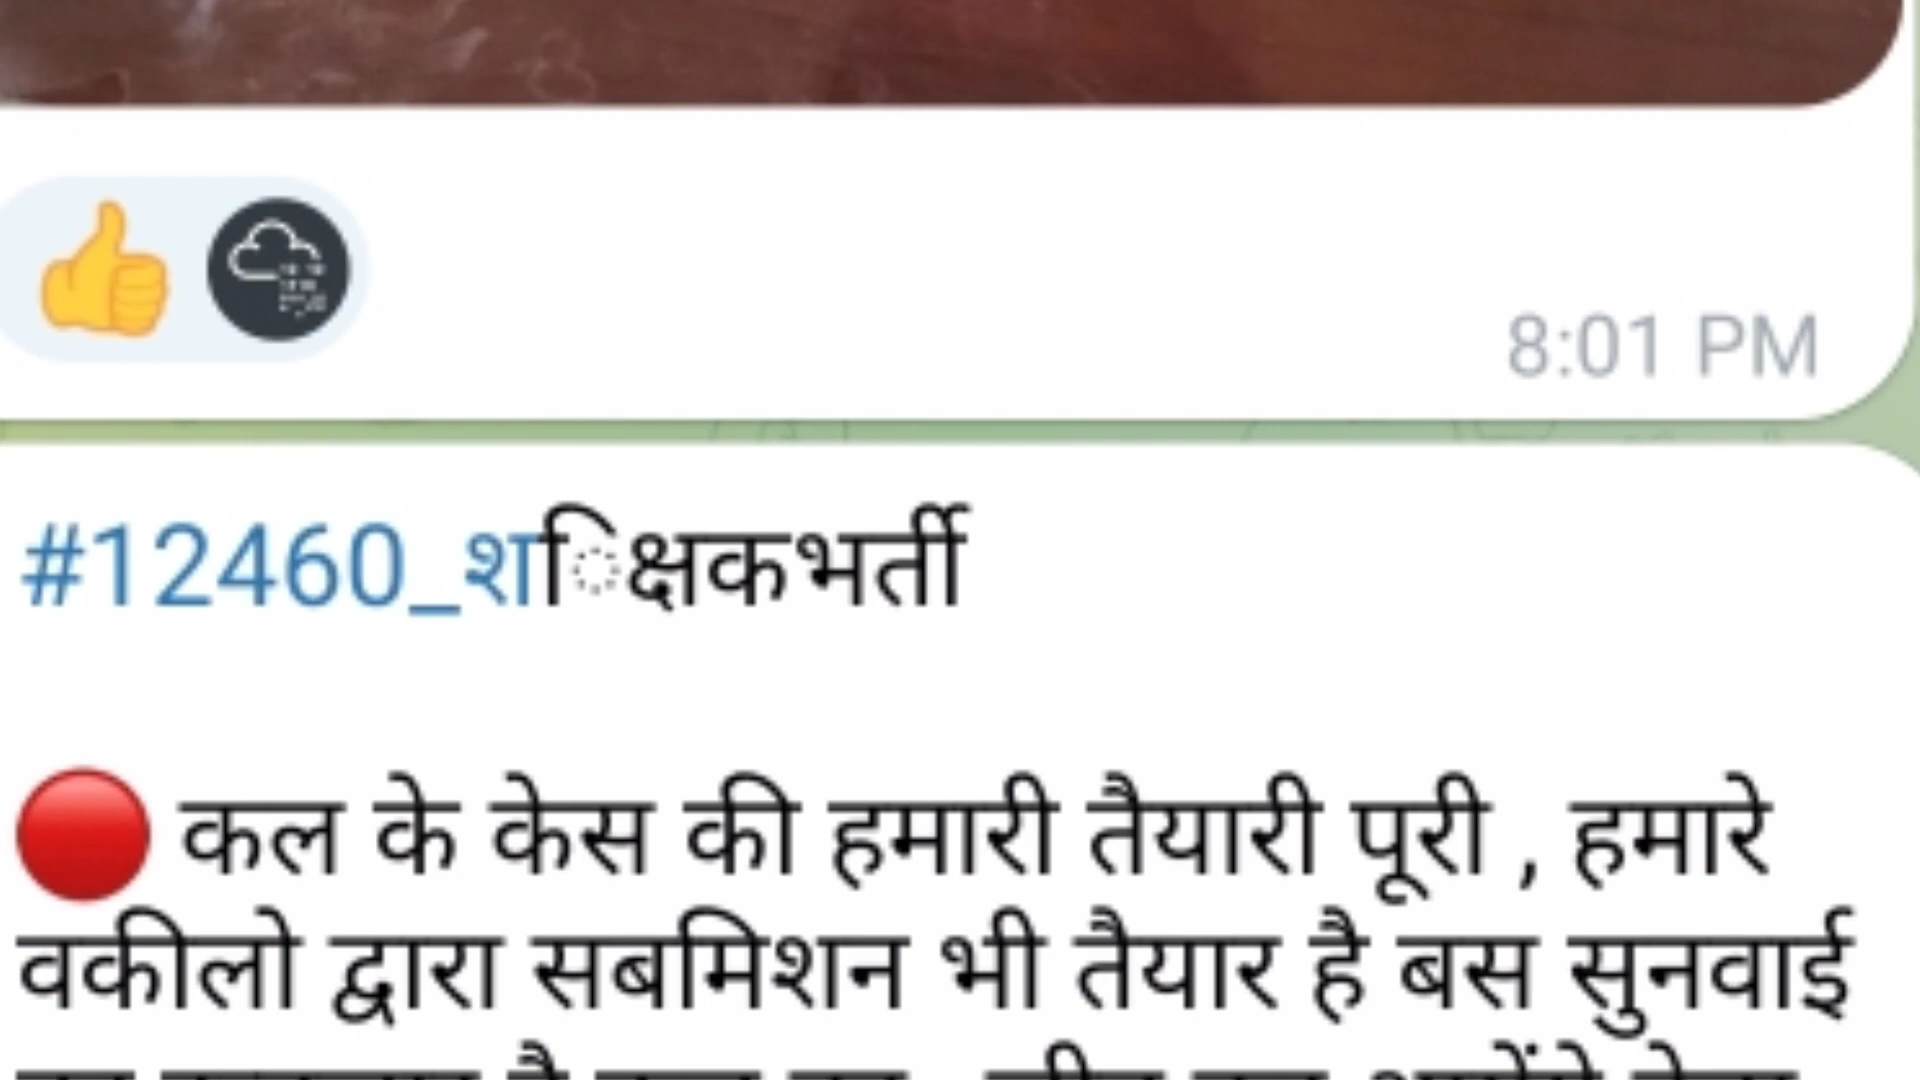 8:01 PM
#12460_शिक्षकभर्ती
🔴 कल के केस की हमारी तैयारी पूरी , हमारे
वकीलो द्वारा सबमिशन भी तैयार है बस सुनवाई